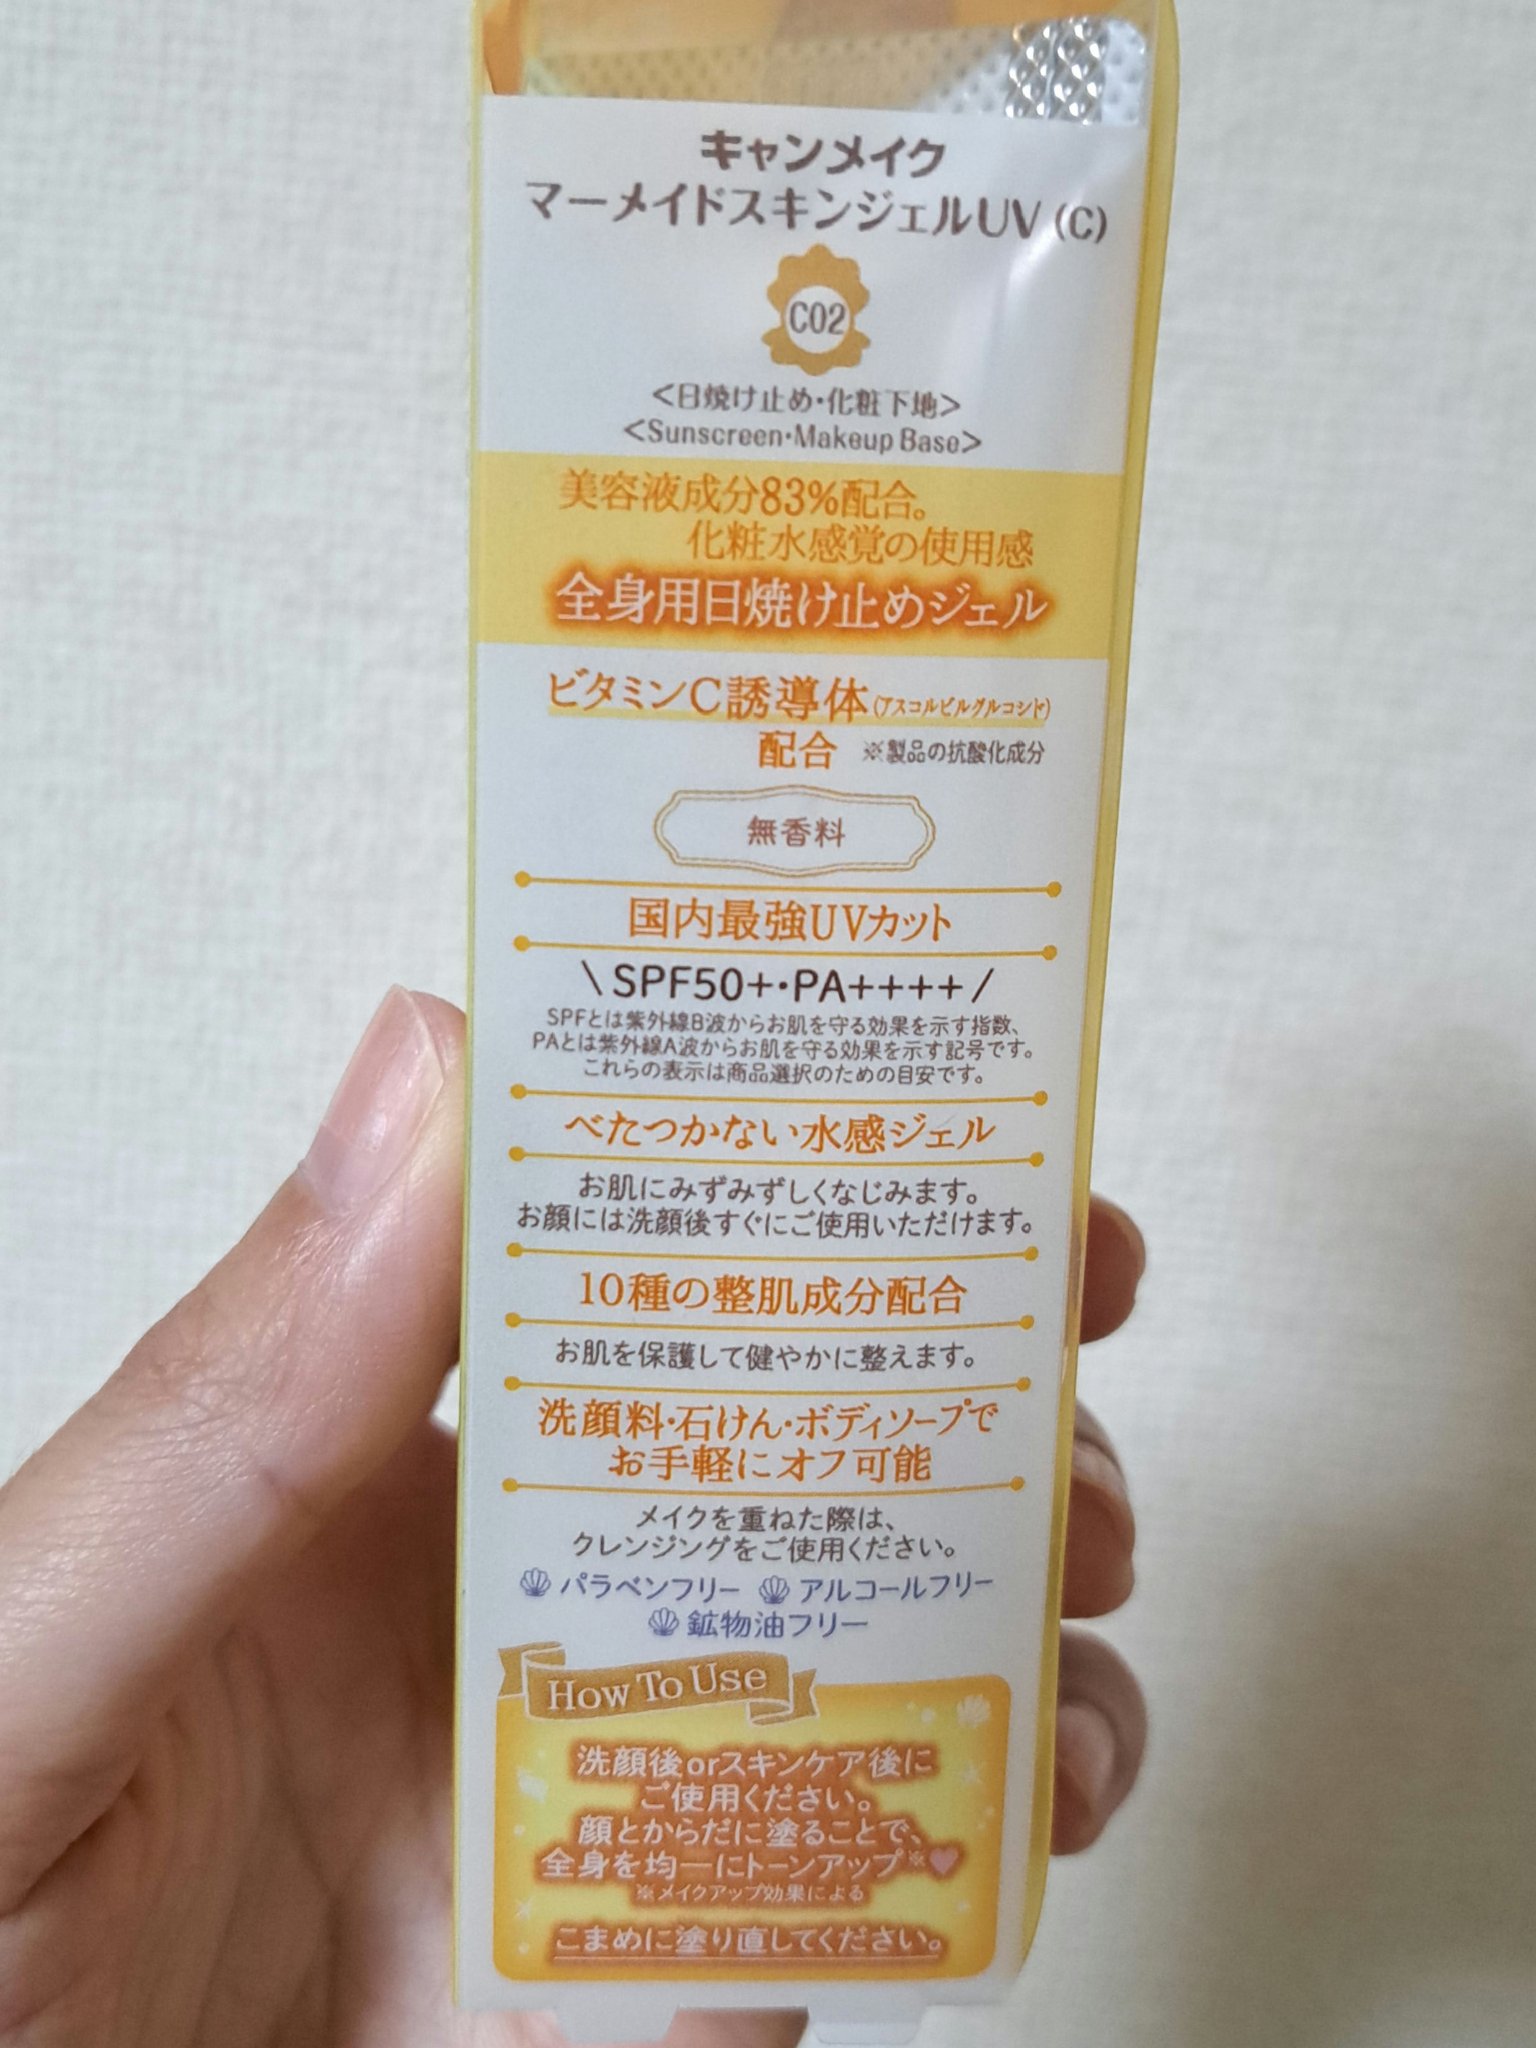 キャンメイク
マーメイドスキンジェルUV (C)
C02
<日焼け止め・化粧下地>
<Sunscreen・Makeup Base>
美容液成分83%配合。
化粧水感覚の使用感
全身用日焼け止めジェル
ビタミンC誘導体(アスコルビルグルコシド)
配合 ※製品の抗酸化成分
無香料
国内最強UVカット
\SPF50+・PA++++/
SPFとは紫外線B波からお肌を守る効果を示す指数、
PAとは紫外線A波からお肌を守る効果を示す記号です。
これらの表示は商品選択のための目安です。
べたつかない水感ジェル
お肌にみずみずしくなじみます。
お顔には洗顔後すぐにご使用いただけます。
10種の整肌成分配合
お肌を保護して健やかに整えます。
洗顔料・石けん・ボディソープで
お手軽にオフ可能
メイクを重ねた際は、
クレンジングをご使用ください。
パラベンフリー アルコールフリー
鉱物油フリー
How To Use
洗顔後orスキンケア後に
ご使用ください。
顔とからだに塗ることで、
全身を均一にトーンアップ※♥
※メイクアップ効果による
こまめに塗り直してください。